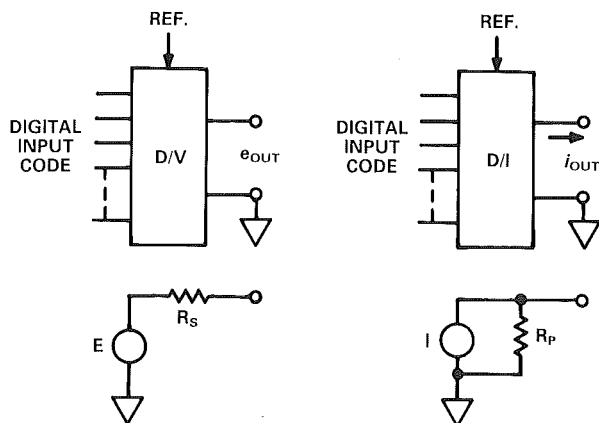 REF.
DIGITAL
INPUT
CODE
D/V
eOUT
E
RS
REF.
DIGITAL
INPUT
CODE
D/I
iOUT
I
RP